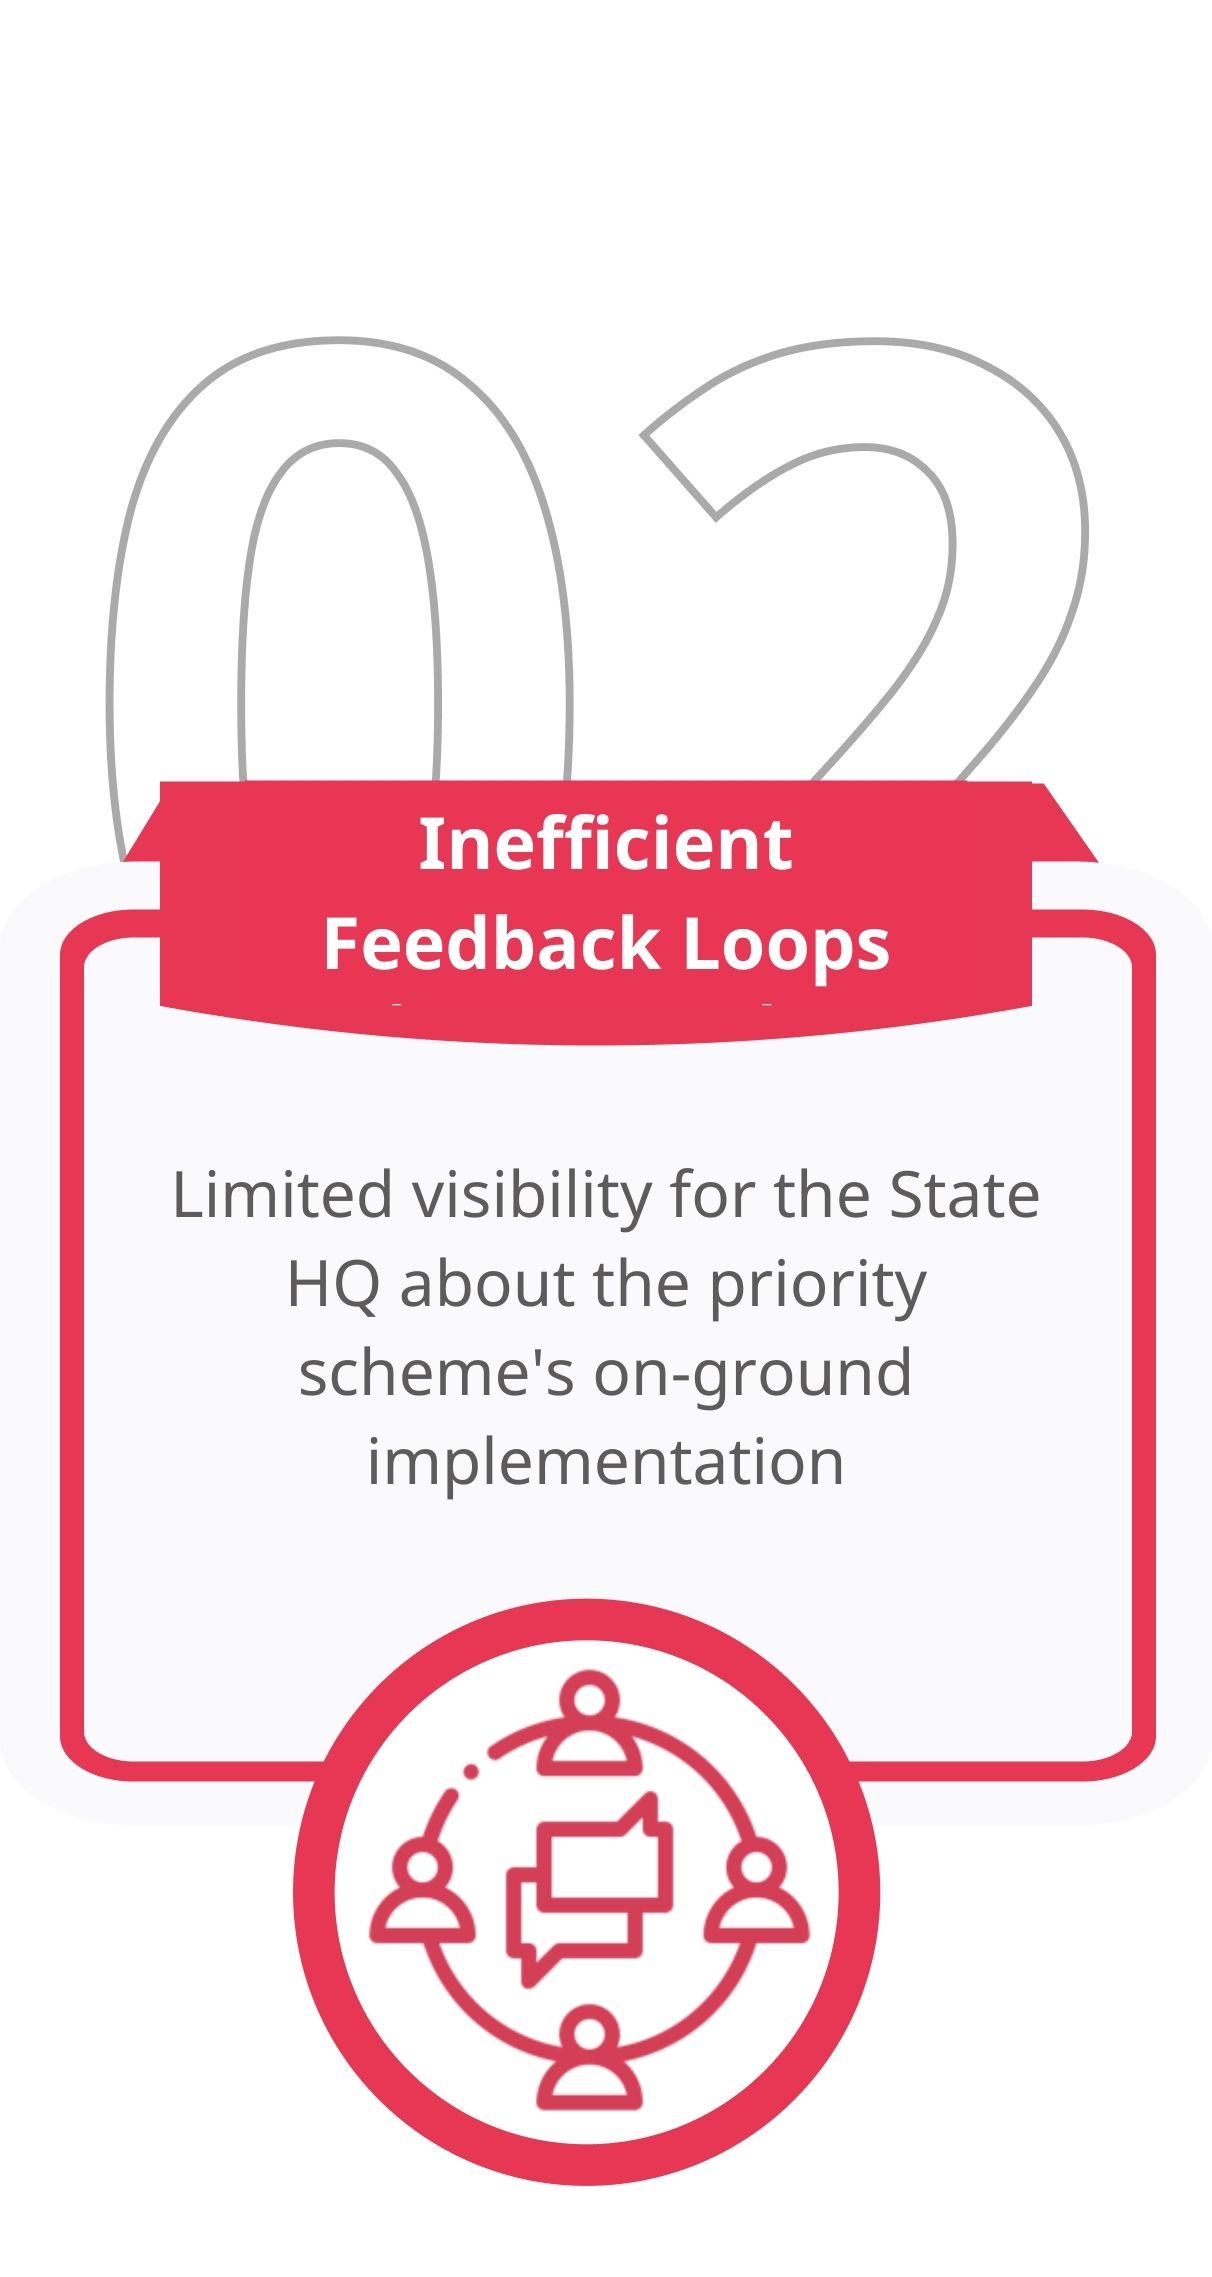 02
Inefficient
Feedback Loops
Limited visibility for the State
HQ about the priority
scheme's on-ground
implementation